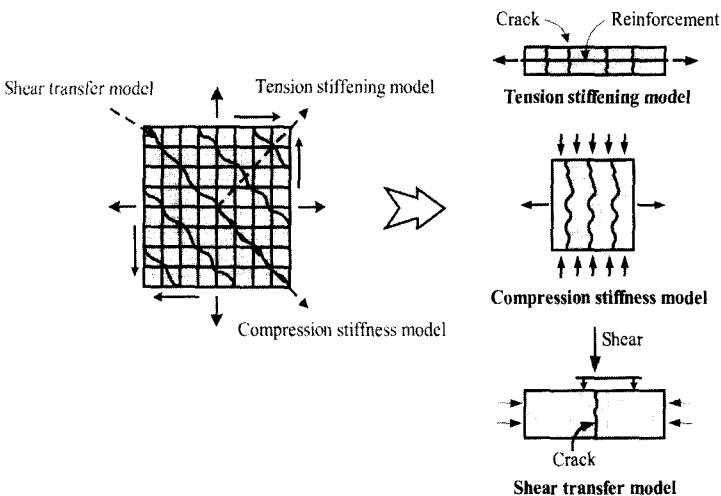 Crack
Reinforcement
Tension stiffening model
Shear transfer model
Tension stiffening model
Compression stiffness model
Compression stiffness model
Shear
Crack
Shear transfer model